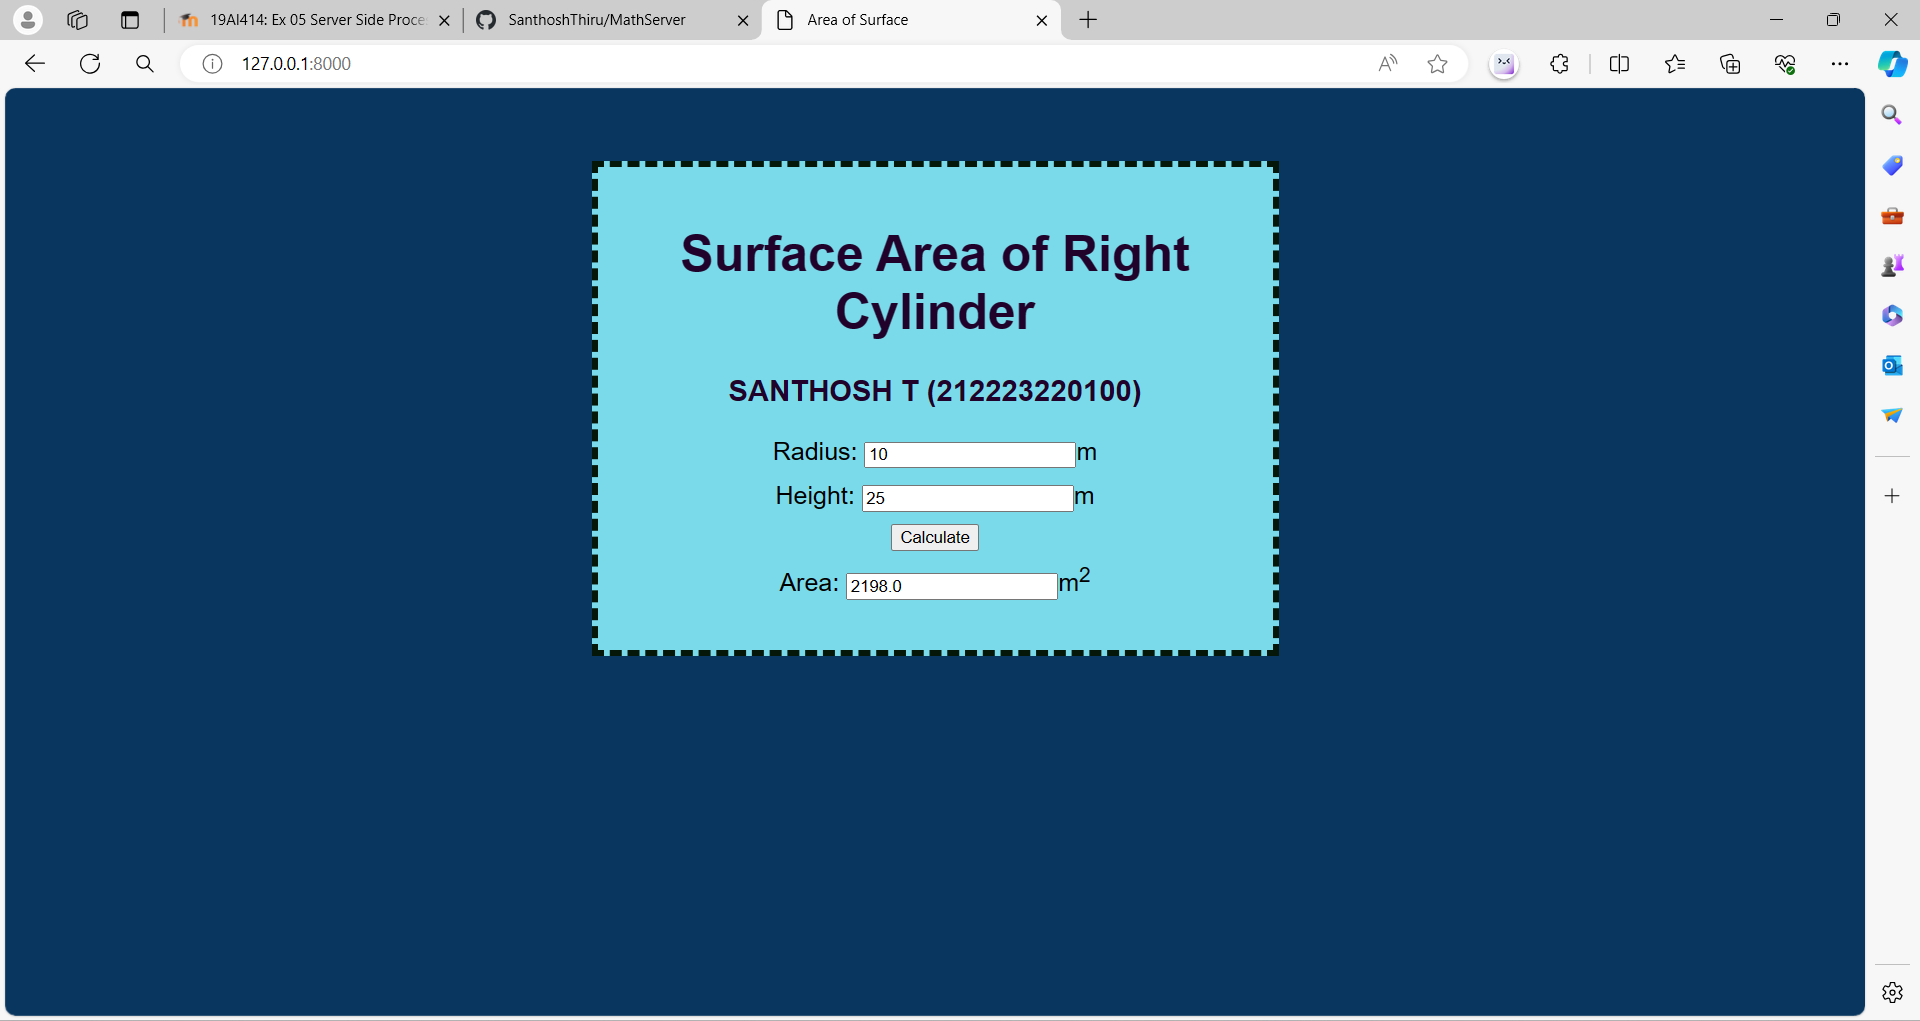 19AI414: Ex 05 Server Side Proce
SanthoshThiru/MathServer
Area of Surface
127.0.0.1:8000
Surface Area of Right
Cylinder
SANTHOSH T (212223220100)
Radius: 10 m
Height: 25 m
Calculate
Area: 2198.0 m2